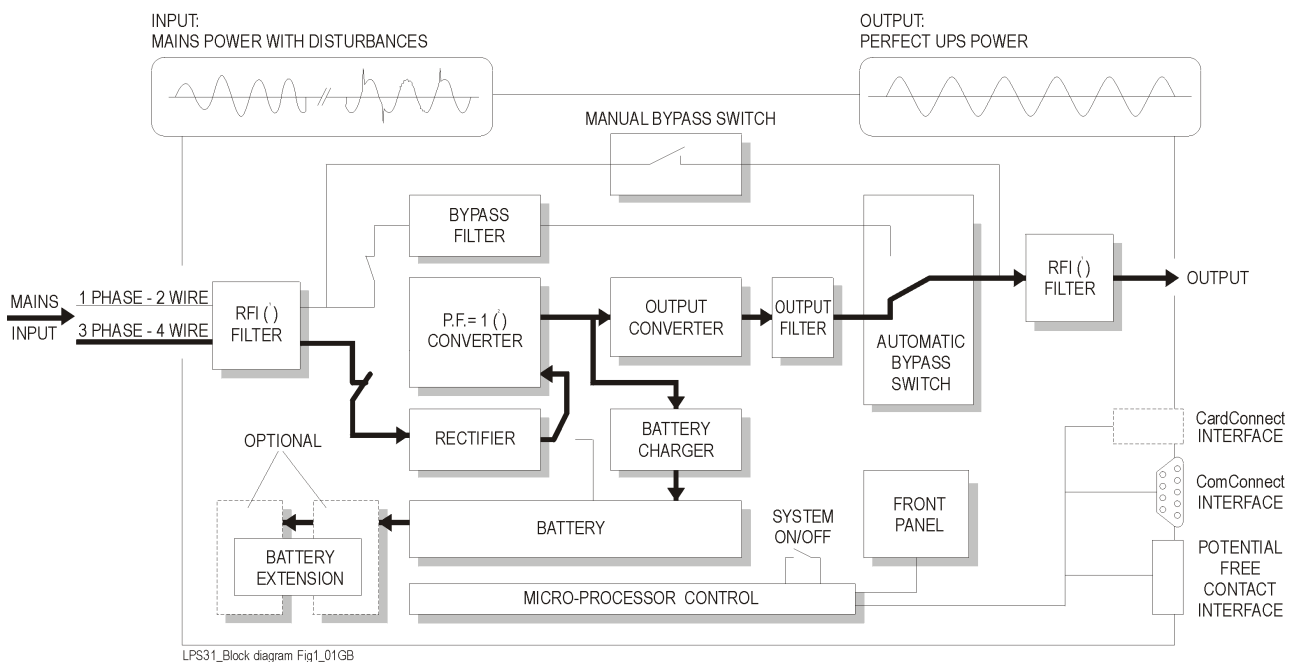 INPUT:
MAINS POWER WITH DISTURBANCES
OUTPUT:
PERFECT UPS POWER
MANUAL BYPASS SWITCH
BYPASS
FILTER
MAINS
INPUT
1 PHASE - 2 WIRE
3 PHASE - 4 WIRE
RFI (')
FILTER
P.F.= 1 (')
CONVERTER
OUTPUT
CONVERTER
OUTPUT
FILTER
AUTOMATIC
BYPASS
SWITCH
RFI (')
FILTER
OUTPUT
RECTIFIER
BATTERY
CHARGER
OPTIONAL
BATTERY
EXTENSION
BATTERY
SYSTEM
ON/OFF
FRONT
PANEL
MICRO-PROCESSOR CONTROL
CardConnect
INTERFACE
ComConnect
INTERFACE
POTENTIAL
FREE
CONTACT
INTERFACE
LPS31_Block diagram Fig1_01GB